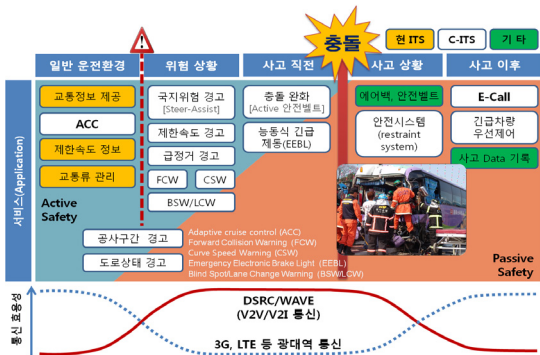 충돌
현 ITS
C-ITS
기 타
일반 운전환경
위험 상황
사고 직전
사고 상황
사고 이후
서비스(Application)
교통정보 제공
ACC
제한속도 정보
교통류 관리
Active
Safety
국지위험 경고
[Steer-Assist]
제한속도 경고
급정거 경고
FCW
CSW
BSW/LCW
공사구간 경고
도로상태 경고
충돌 완화
[Active 안전벨트]
능동식 긴급
제동(EEBL)
에어백, 안전벨트
안전시스템
(restraint
system)
E-Call
긴급차량
우선제어
사고 Data 기록
Adaptive cruise control (ACC)
Forward Collision Warning (FCW)
Curve Speed Warning (CSW)
Emergency Electronic Brake Light (EEBL)
Blind Spot/Lane Change Warning (BSW/LCW)
Passive
Safety
통신 효용성
DSRC/WAVE
(V2V/V2I 통신)
3G, LTE 등 광대역 통신